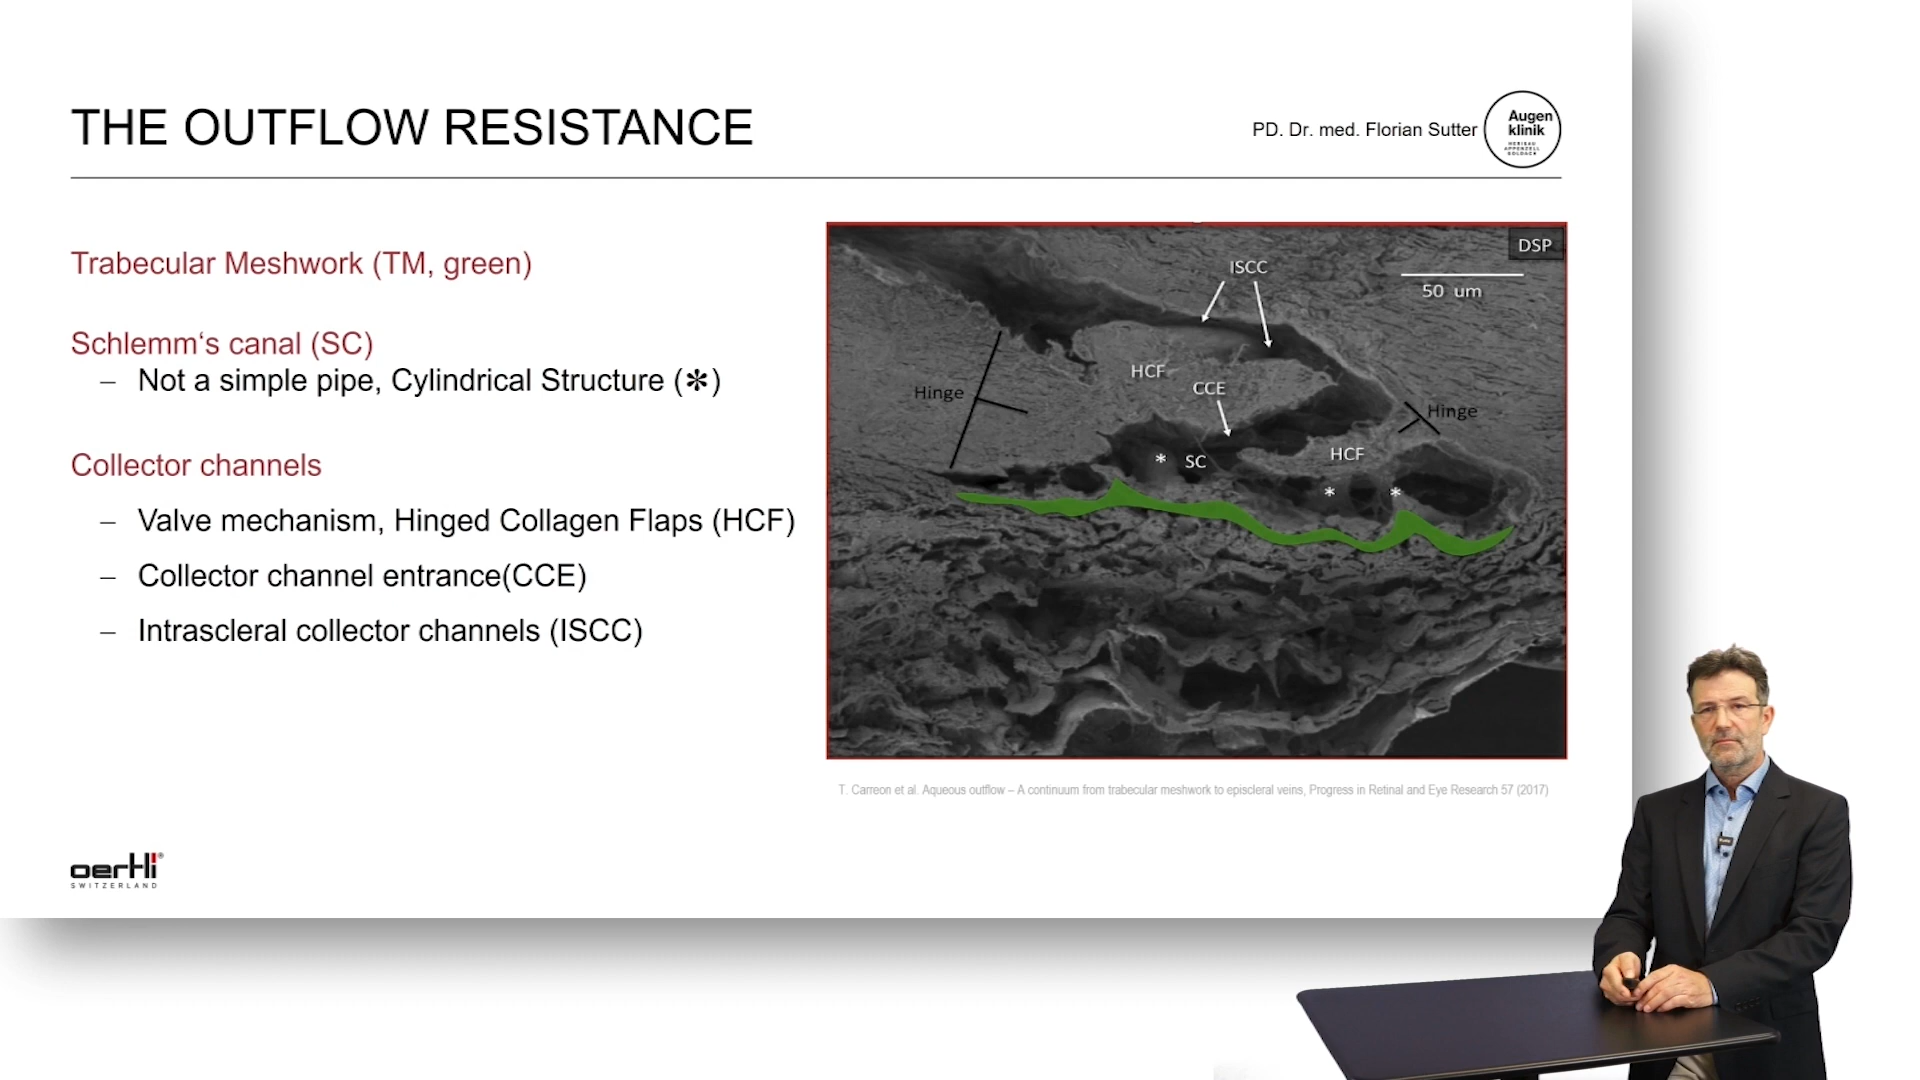 THE OUTFLOW RESISTANCE
PD. Dr. med. Florian Sutter
Augen
klinik
HERISAU
APPENZELL
GOLDACH
Trabecular Meshwork (TM, green)
Schlemm‘s canal (SC)
– Not a simple pipe, Cylindrical Structure (✻)
Collector channels
– Valve mechanism, Hinged Collagen Flaps (HCF)
– Collector channel entrance(CCE)
– Intrascleral collector channels (ISCC)
DSP
ISCC
50 um
HCF
CCE
Hinge
Hinge
HCF
* SC
* *
T. Carreon et al. Aqueous outflow – A continuum from trabecular meshwork to episcleral veins, Progress in Retinal and Eye Research 57 (2017)
oertli®
SWITZERLAND